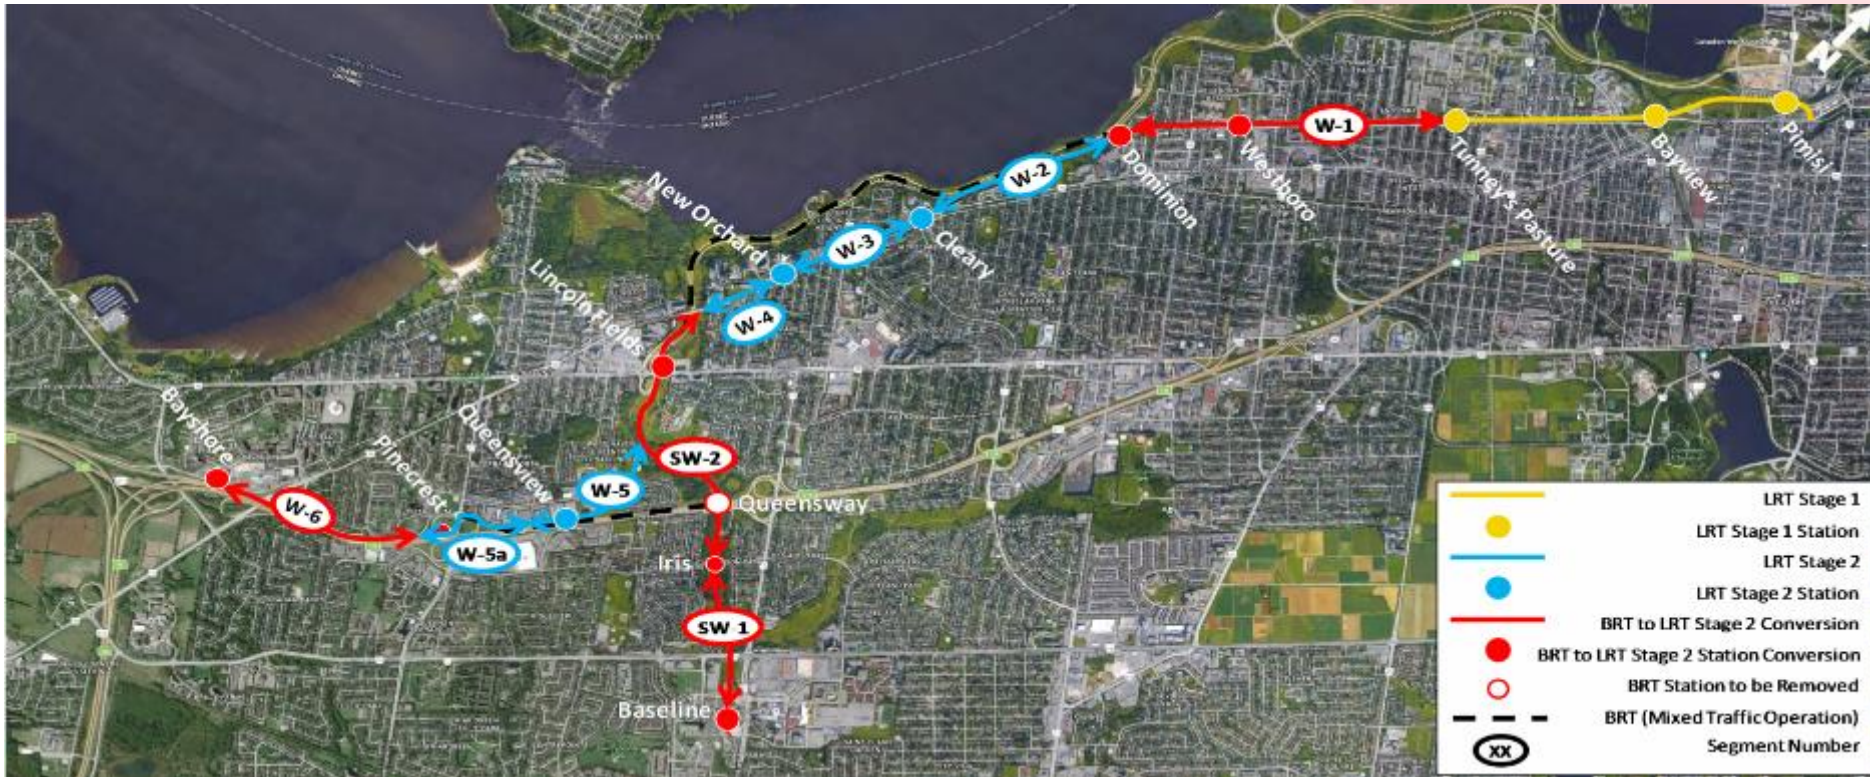 N
W-1
Pimisi
Bayview
Tunney's Pasture
Westboro
Dominion
W-2
New Orchard
W-3
Cleary
Lincoln Fields
W-4
Bayshore
Pinecrest
Queensview
SW-2
W-5
W-6
Queensway
W-5a
Iris
SW 1
Baseline
LRT Stage 1
LRT Stage 1 Station
LRT Stage 2
LRT Stage 2 Station
BRT to LRT Stage 2 Conversion
BRT to LRT Stage 2 Station Conversion
BRT Station to be Removed
BRT (Mixed Traffic Operation)
xx
Segment Number